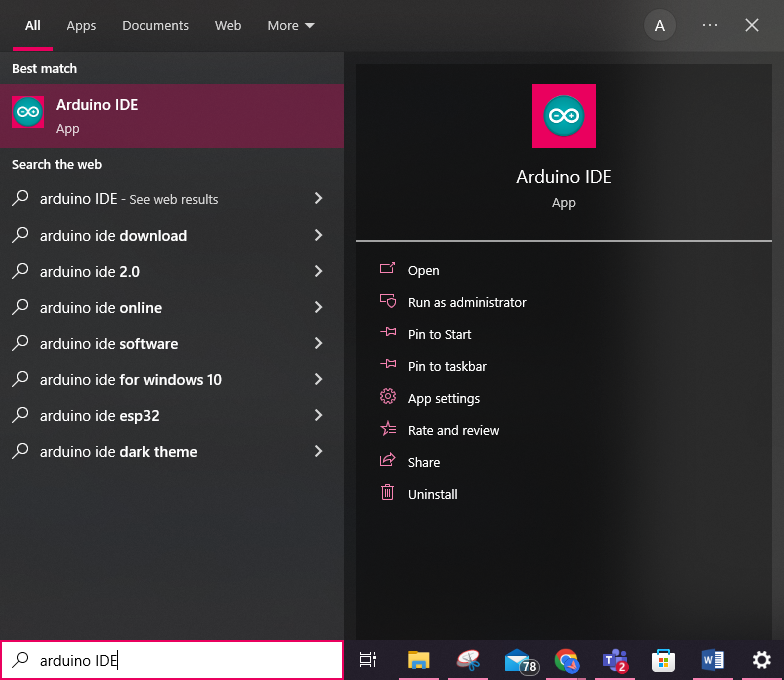 All Apps Documents Web More A ...
Best match
Arduino IDE
App
Search the web
arduino IDE - See web results
arduino ide download
arduino ide 2.0
arduino ide online
arduino ide software
arduino ide for windows 10
arduino ide esp32
arduino ide dark theme
Arduino IDE
App
Open
Run as administrator
Pin to Start
Pin to taskbar
App settings
Rate and review
Share
Uninstall
arduino IDE
78
T
2
W